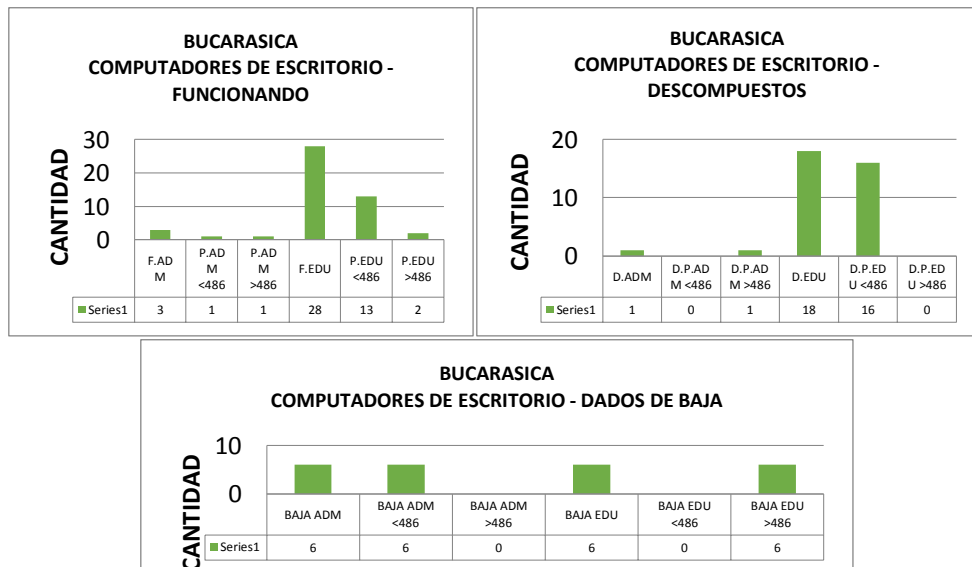 BUCARASICA
COMPUTADORES DE ESCRITORIO -
FUNCIONANDO
CANTIDAD
30
20
10
0
F.AD
M
P.AD
M
<486
P.AD
M
>486
F.EDU
P.EDU
<486
P.EDU
>486
Series1 3 1 1 28 13 2
BUCARASICA
COMPUTADORES DE ESCRITORIO -
DESCOMPUESTOS
CANTIDAD
20
10
0
D.ADM
D.P.AD
M <486
D.P.AD
M >486
D.EDU
D.P.ED
U <486
D.P.ED
U >486
Series1 1 0 1 18 16 0
BUCARASICA
COMPUTADORES DE ESCRITORIO - DADOS DE BAJA
CANTIDAD
10
0
BAJA ADM
BAJA ADM
<486
BAJA ADM
>486
BAJA EDU
BAJA EDU
<486
BAJA EDU
>486
Series1 6 6 0 6 0 6